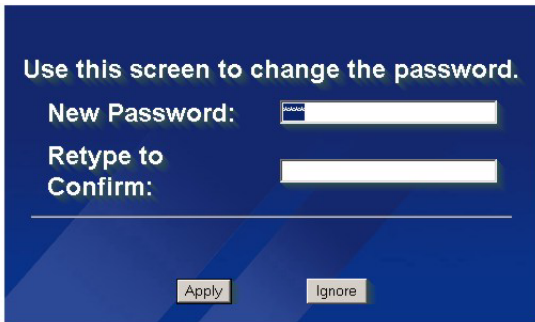 Use this screen to change the password.
New Password:
****
Retype to
Confirm:
Apply
Ignore